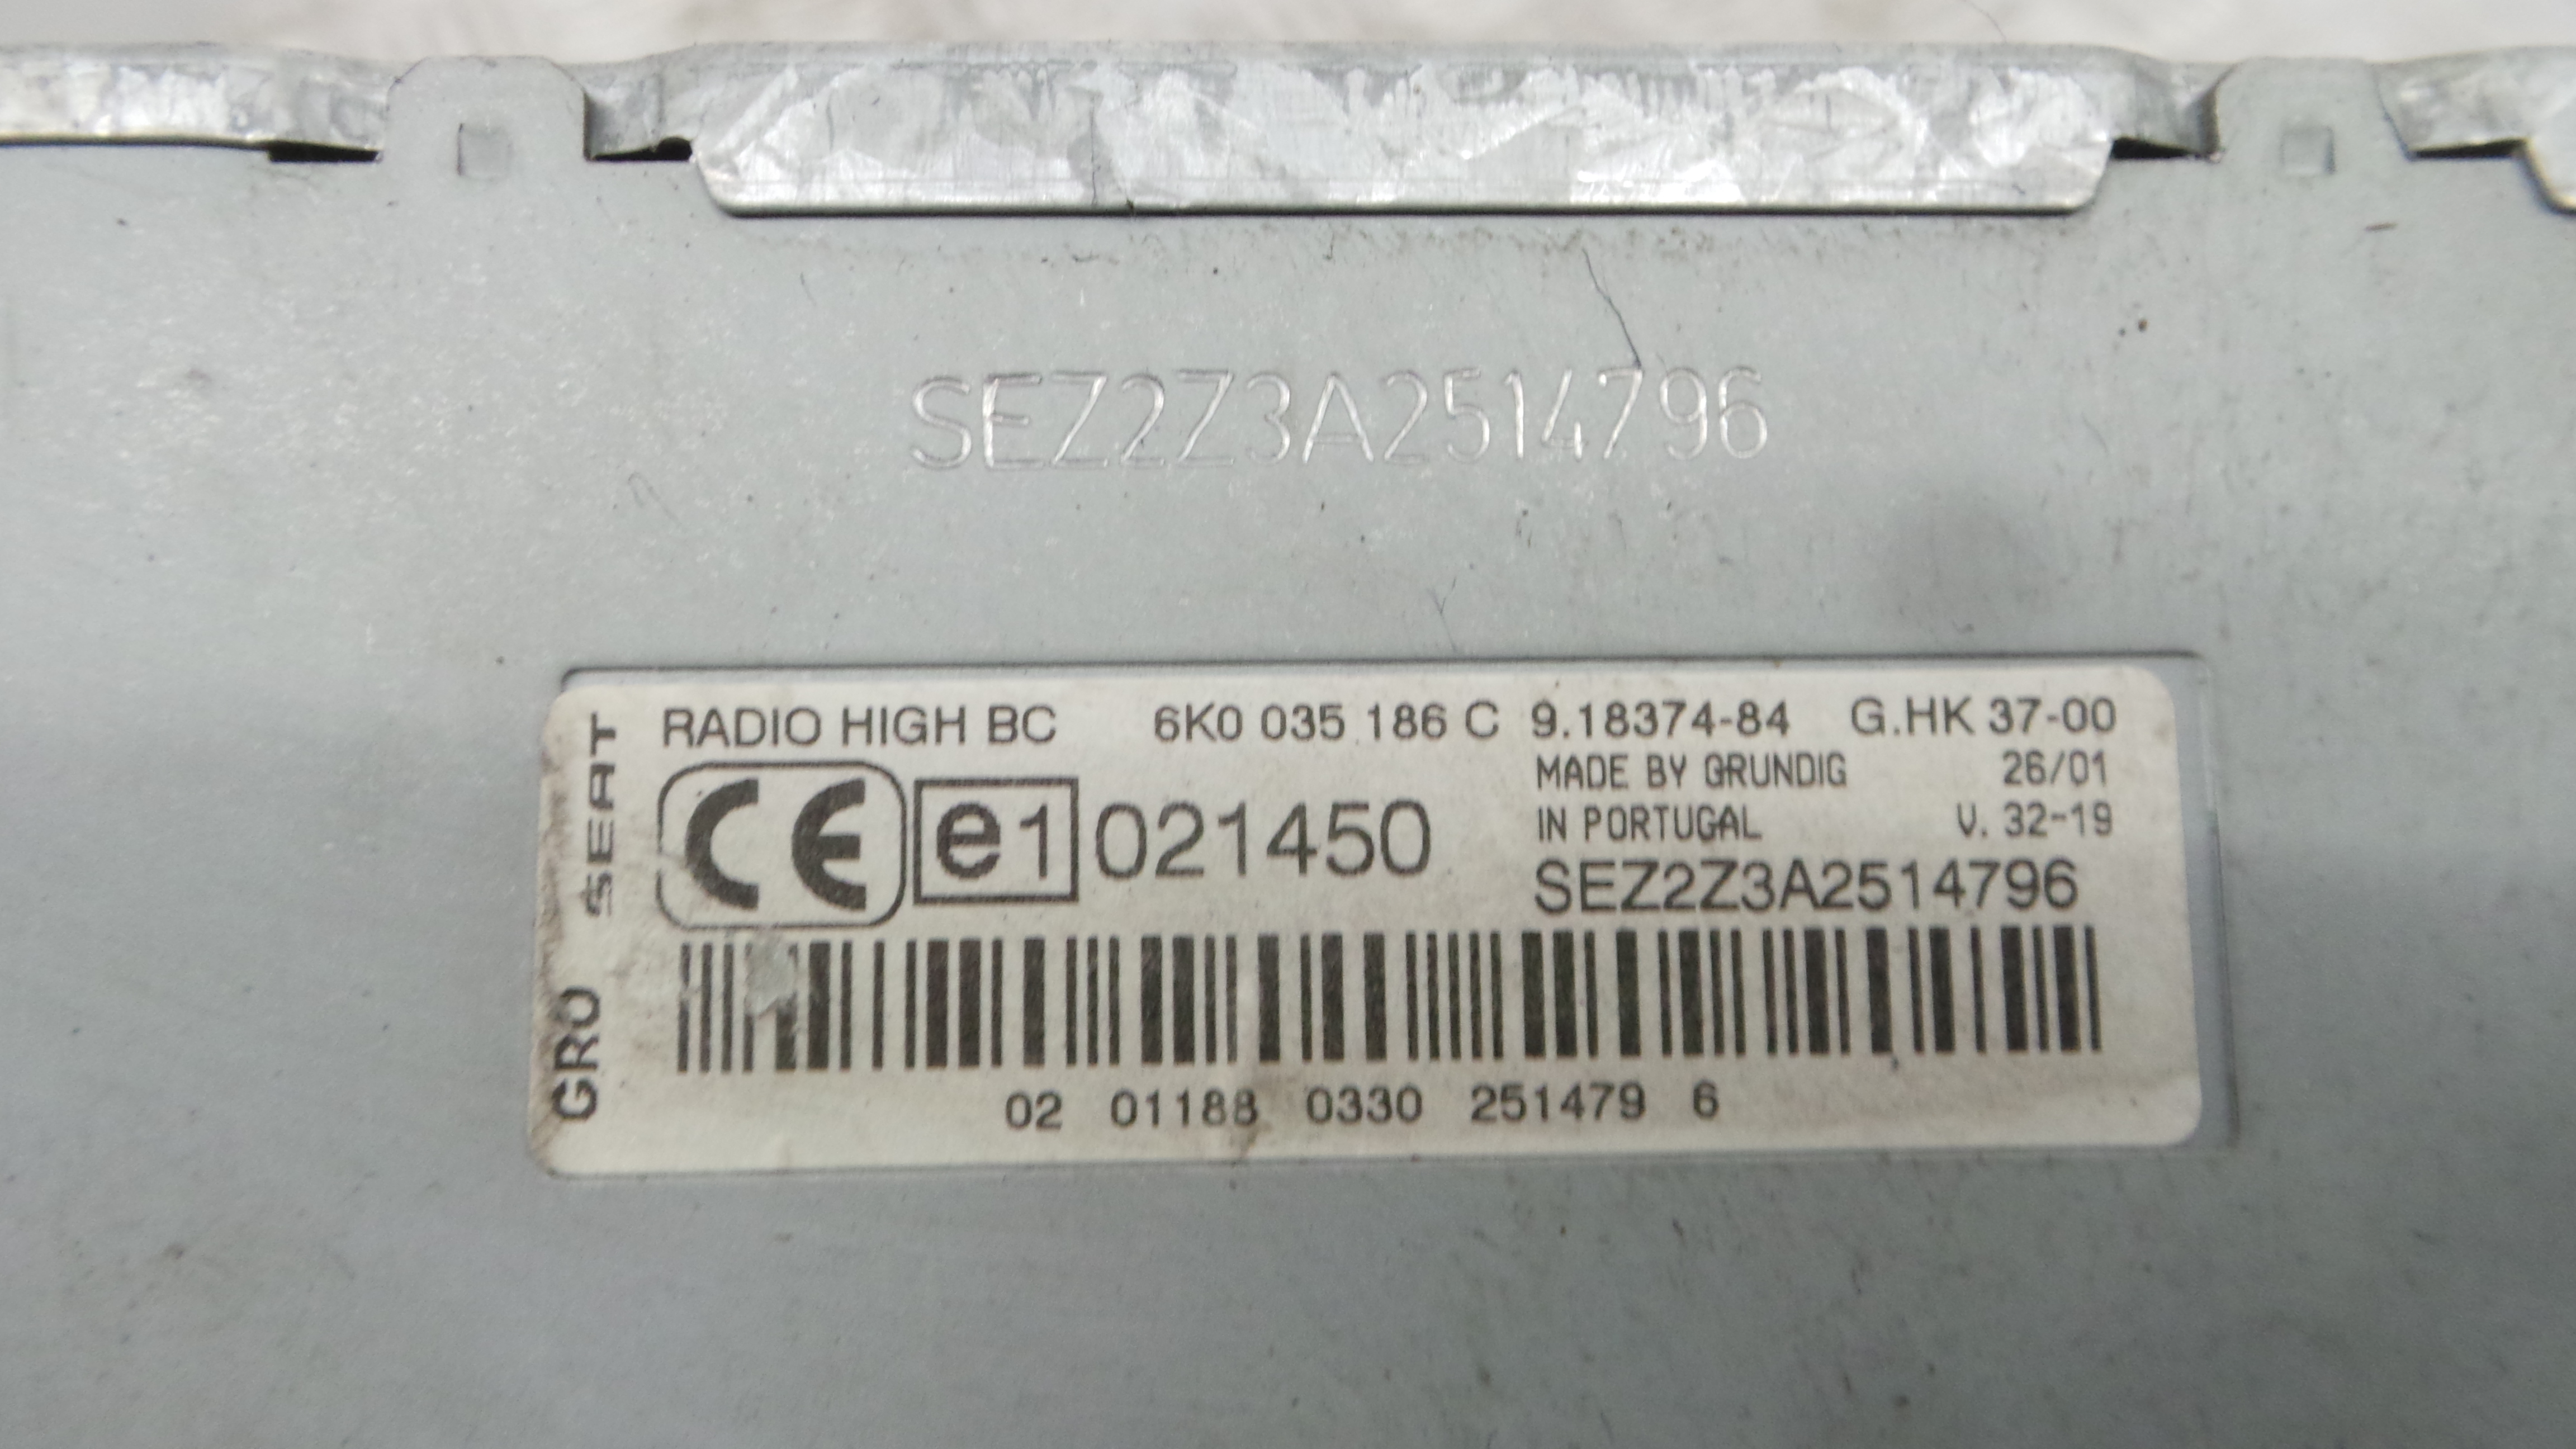 SEZ2Z3A2514796
GRU SEAT
RADIO HIGH BC 6K0 035 186 C 9.18374-84 G.HK 37-00
MADE BY GRUNDIG 26/01
CE e1 021450
IN PORTUGAL V. 32-19
SEZ2Z3A2514796
02 01188 0330 251479 6